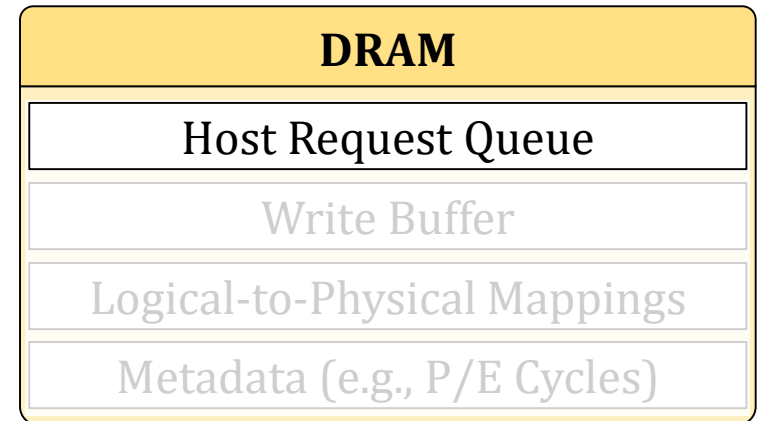 DRAM
Host Request Queue
Write Buffer
Logical-to-Physical Mappings
Metadata (e.g., P/E Cycles)